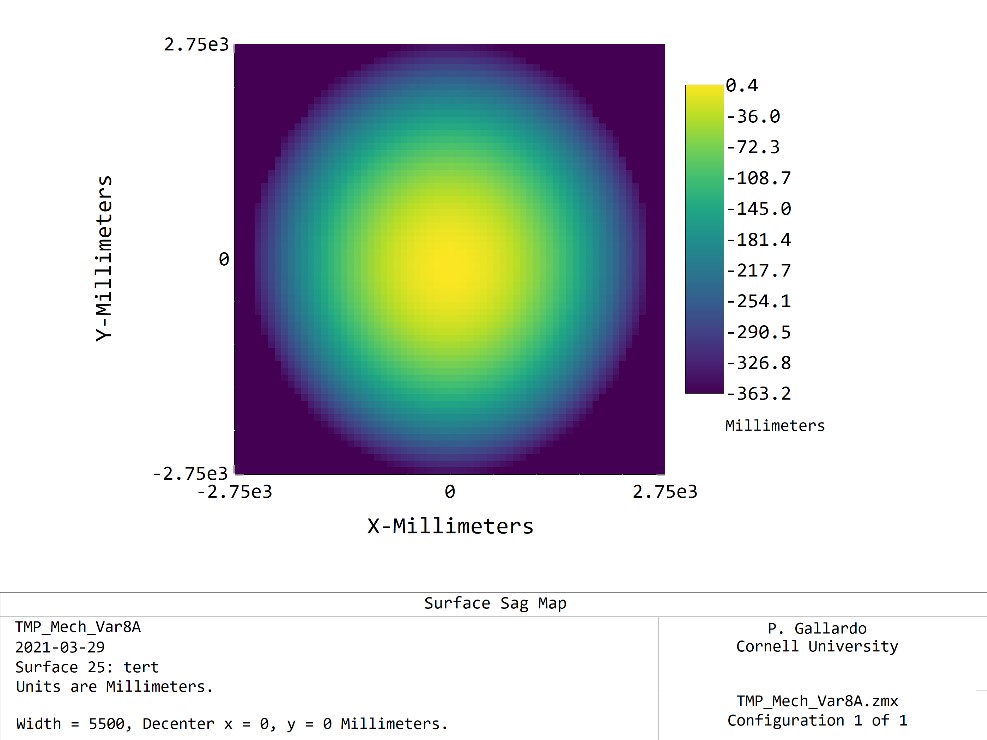 2.75e3
0
-2.75e3
Y-Millimeters
-2.75e3
0
2.75e3
X-Millimeters
0.4
-36.0
-72.3
-108.7
-145.0
-181.4
-217.7
-254.1
-290.5
-326.8
-363.2
Millimeters
Surface Sag Map
TMP_Mech_Var8A
2021-03-29
Surface 25: tert
Units are Millimeters.
Width = 5500, Decenter x = 0, y = 0 Millimeters.
P. Gallardo
Cornell University
TMP_Mech_Var8A.zmx
Configuration 1 of 1